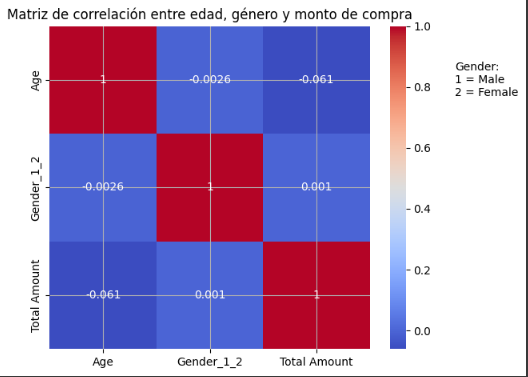 Matriz de correlación entre edad, género y monto de compra
Age
1
-0.0026
-0.061
Gender_1_2
-0.0026
1
0.001
Total Amount
-0.061
0.001
1
Age
Gender_1_2
Total Amount
1.0
0.8
0.6
0.4
0.2
0.0
Gender:
1 = Male
2 = Female